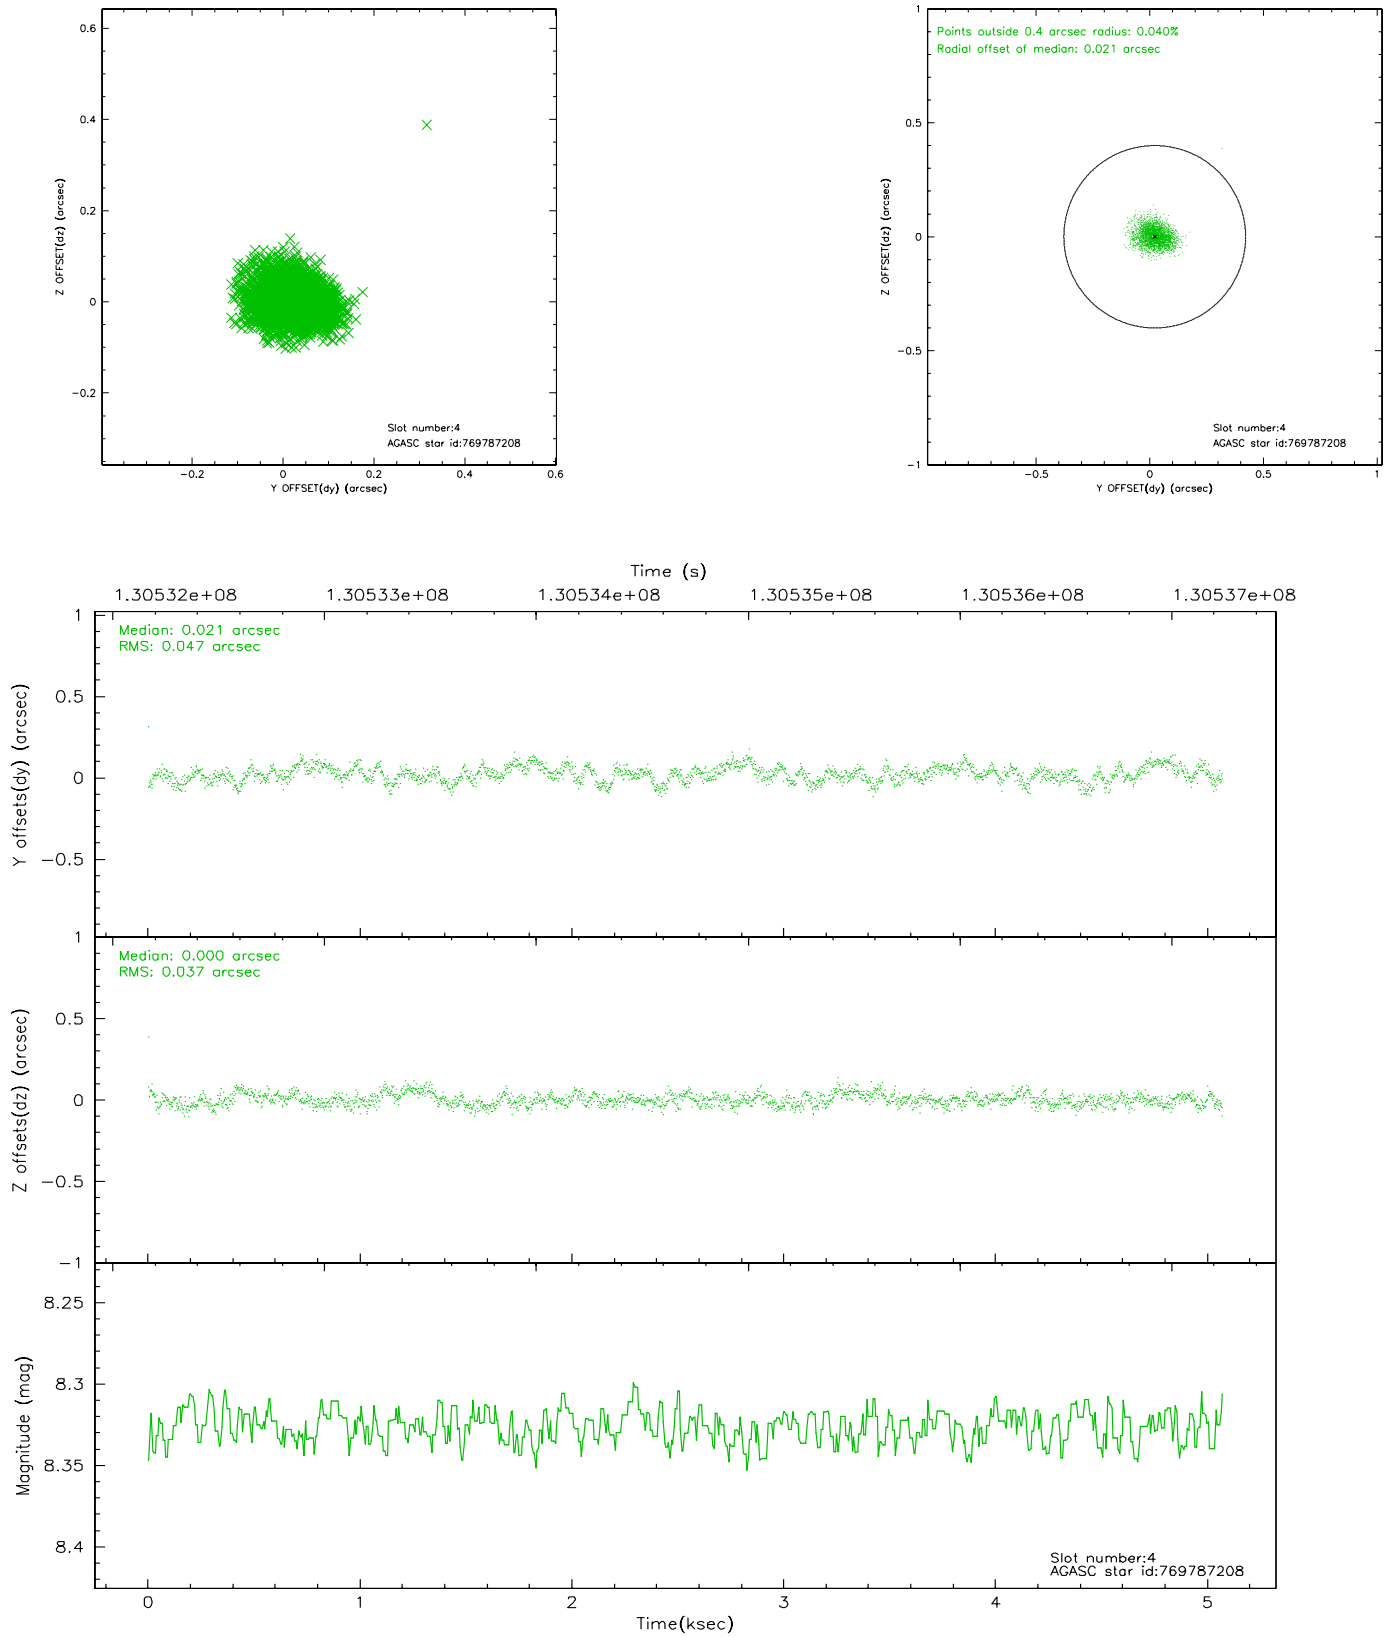 0.6
0.4
0.2
0
−0.2
Z OFFSET(dz) (arcsec)
Slot number:4
AGASC star id:769787208
−0.2 0 0.2 0.4 0.6
Y OFFSET(dy) (arcsec)
1
0.5
0
−0.5
−1
Z OFFSET(dz) (arcsec)
Points outside 0.4 arcsec radius: 0.040%
Radial offset of median: 0.021 arcsec
Slot number:4
AGASC star id:769787208
−0.5 0 0.5 1
Y OFFSET(dy) (arcsec)
Time (s)
1.30532e+08 1.30533e+08 1.30534e+08 1.30535e+08 1.30536e+08 1.30537e+08
Median: 0.021 arcsec
RMS: 0.047 arcsec
1
0.5
0
−0.5
−1
Y offsets(dy) (arcsec)
Median: 0.000 arcsec
RMS: 0.037 arcsec
1
0.5
0
−0.5
−1
Z offsets(dz) (arcsec)
8.25
8.3
8.35
8.4
Magnitude (mag)
Slot number:4
AGASC star id:769787208
0 1 2 3 4 5
Time(ksec)